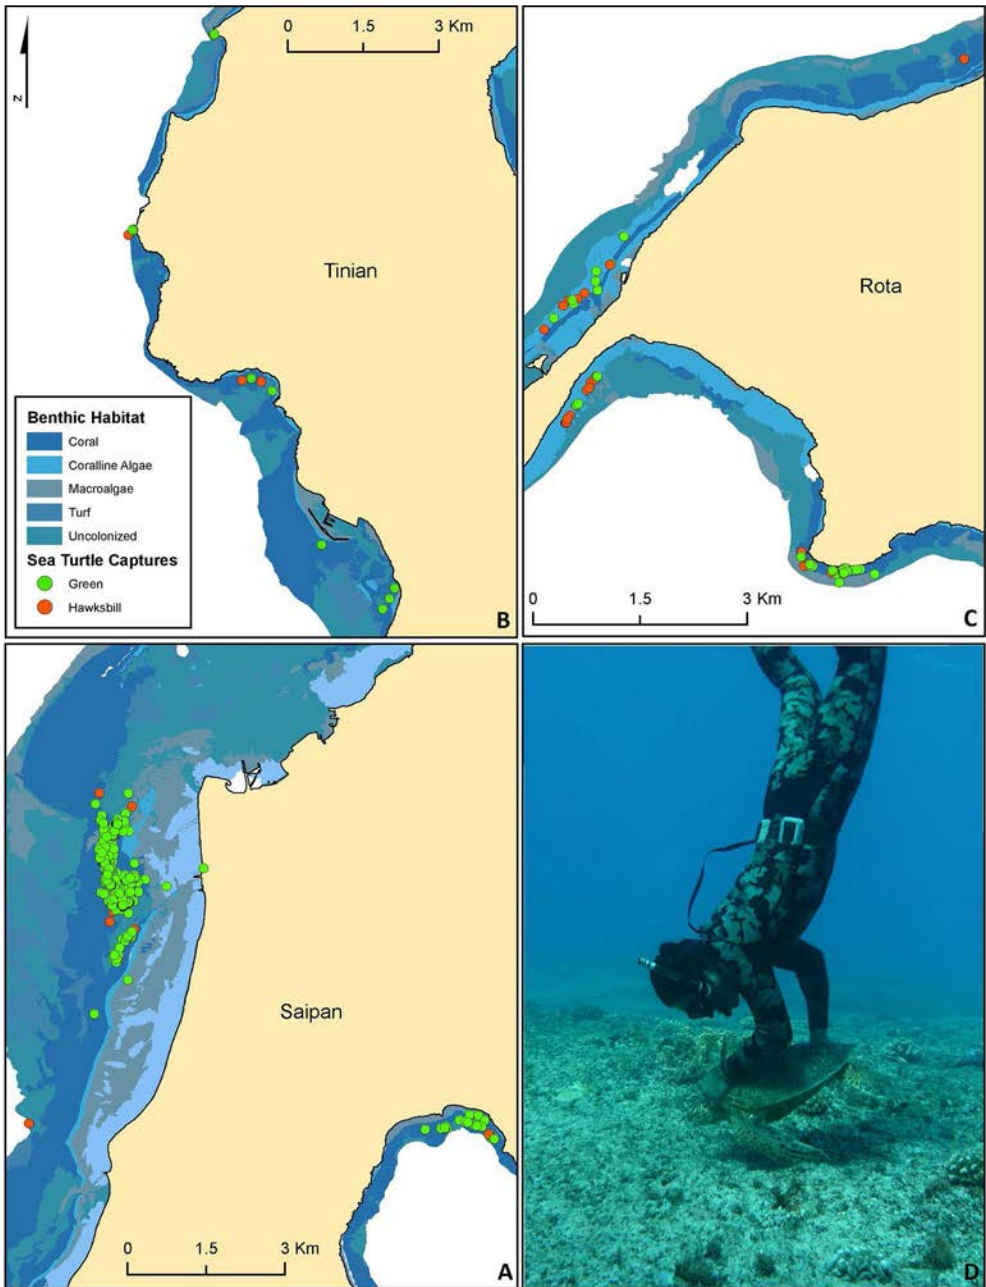 N
0 1.5 3 Km
Tinian
Benthic Habitat
Coral
Coralline Algae
Macroalgae
Turf
Uncolonized
Sea Turtle Captures
Green
Hawksbill
B
Rota
0 1.5 3 Km
C
Saipan
0 1.5 3 Km
A
D